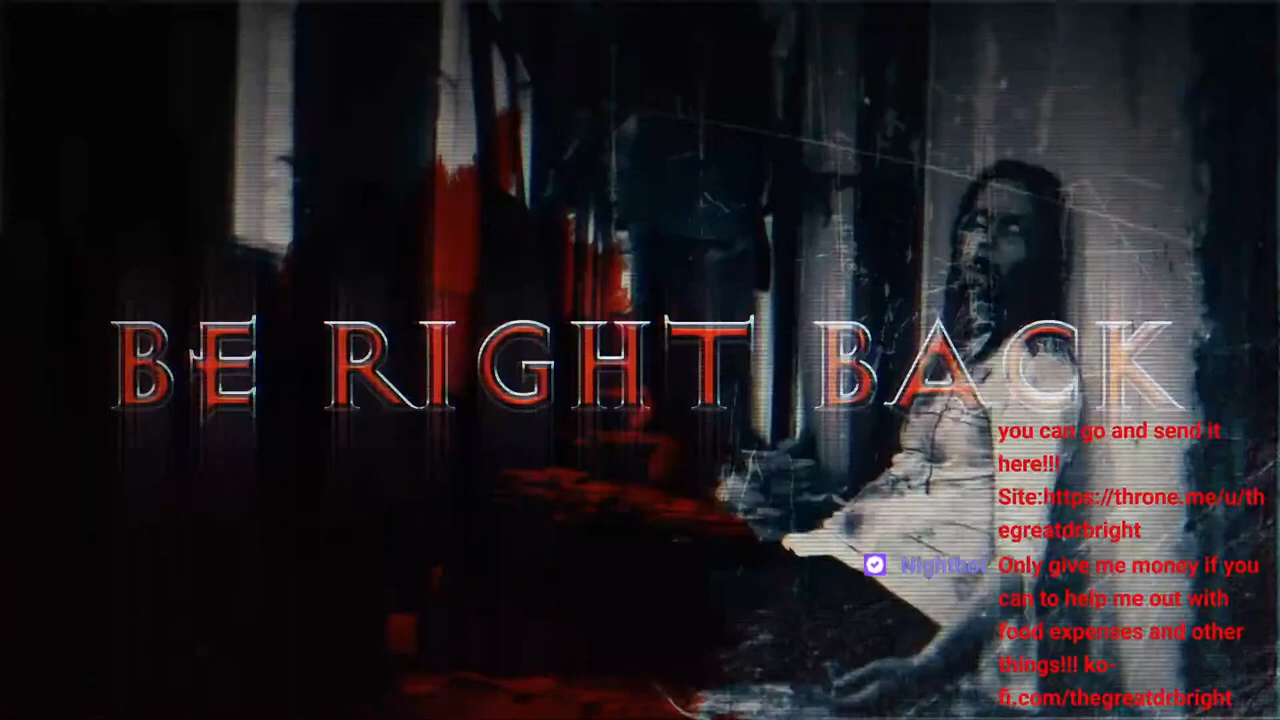 BE RIGHT BACK
you can go and send it
here!!!
Site:https://throne.me/u/th
egreatdrbright
Nightbot Only give me money if you
can to help me out with
food expenses and other
things!!! ko-
fi.com/thegreatdrbright